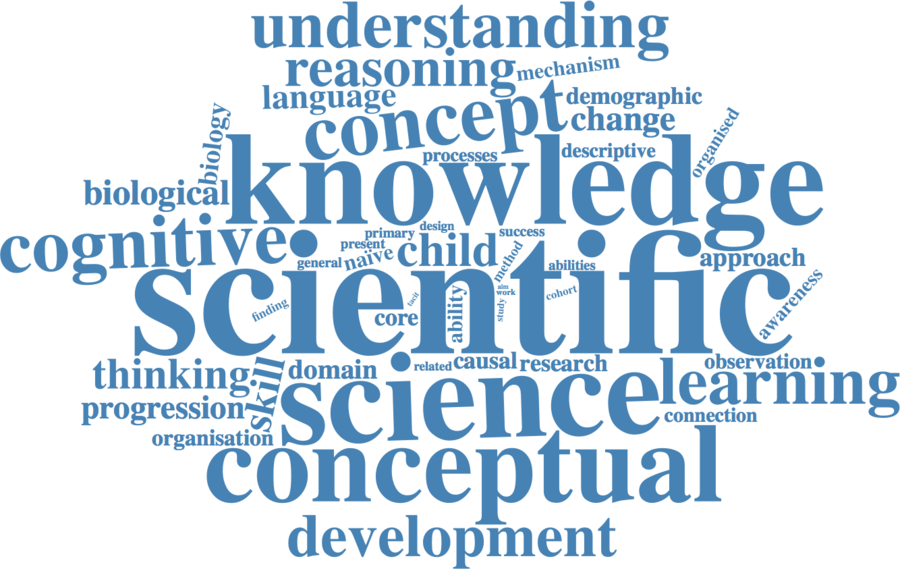 understanding
reasoning
mechanism
language
demographic
concept
change
biology
organised
processes
descriptive
knowledge
biological
cognitive
primary
design
success
present
child
naïve
general
method
abilities
approach
scientific
finding
tacit
core
ability
aim
work
study
cohort
awareness
thinking
skill
domain
related
causal
research
observation
learning
progression
science
connection
organisation
conceptual
development